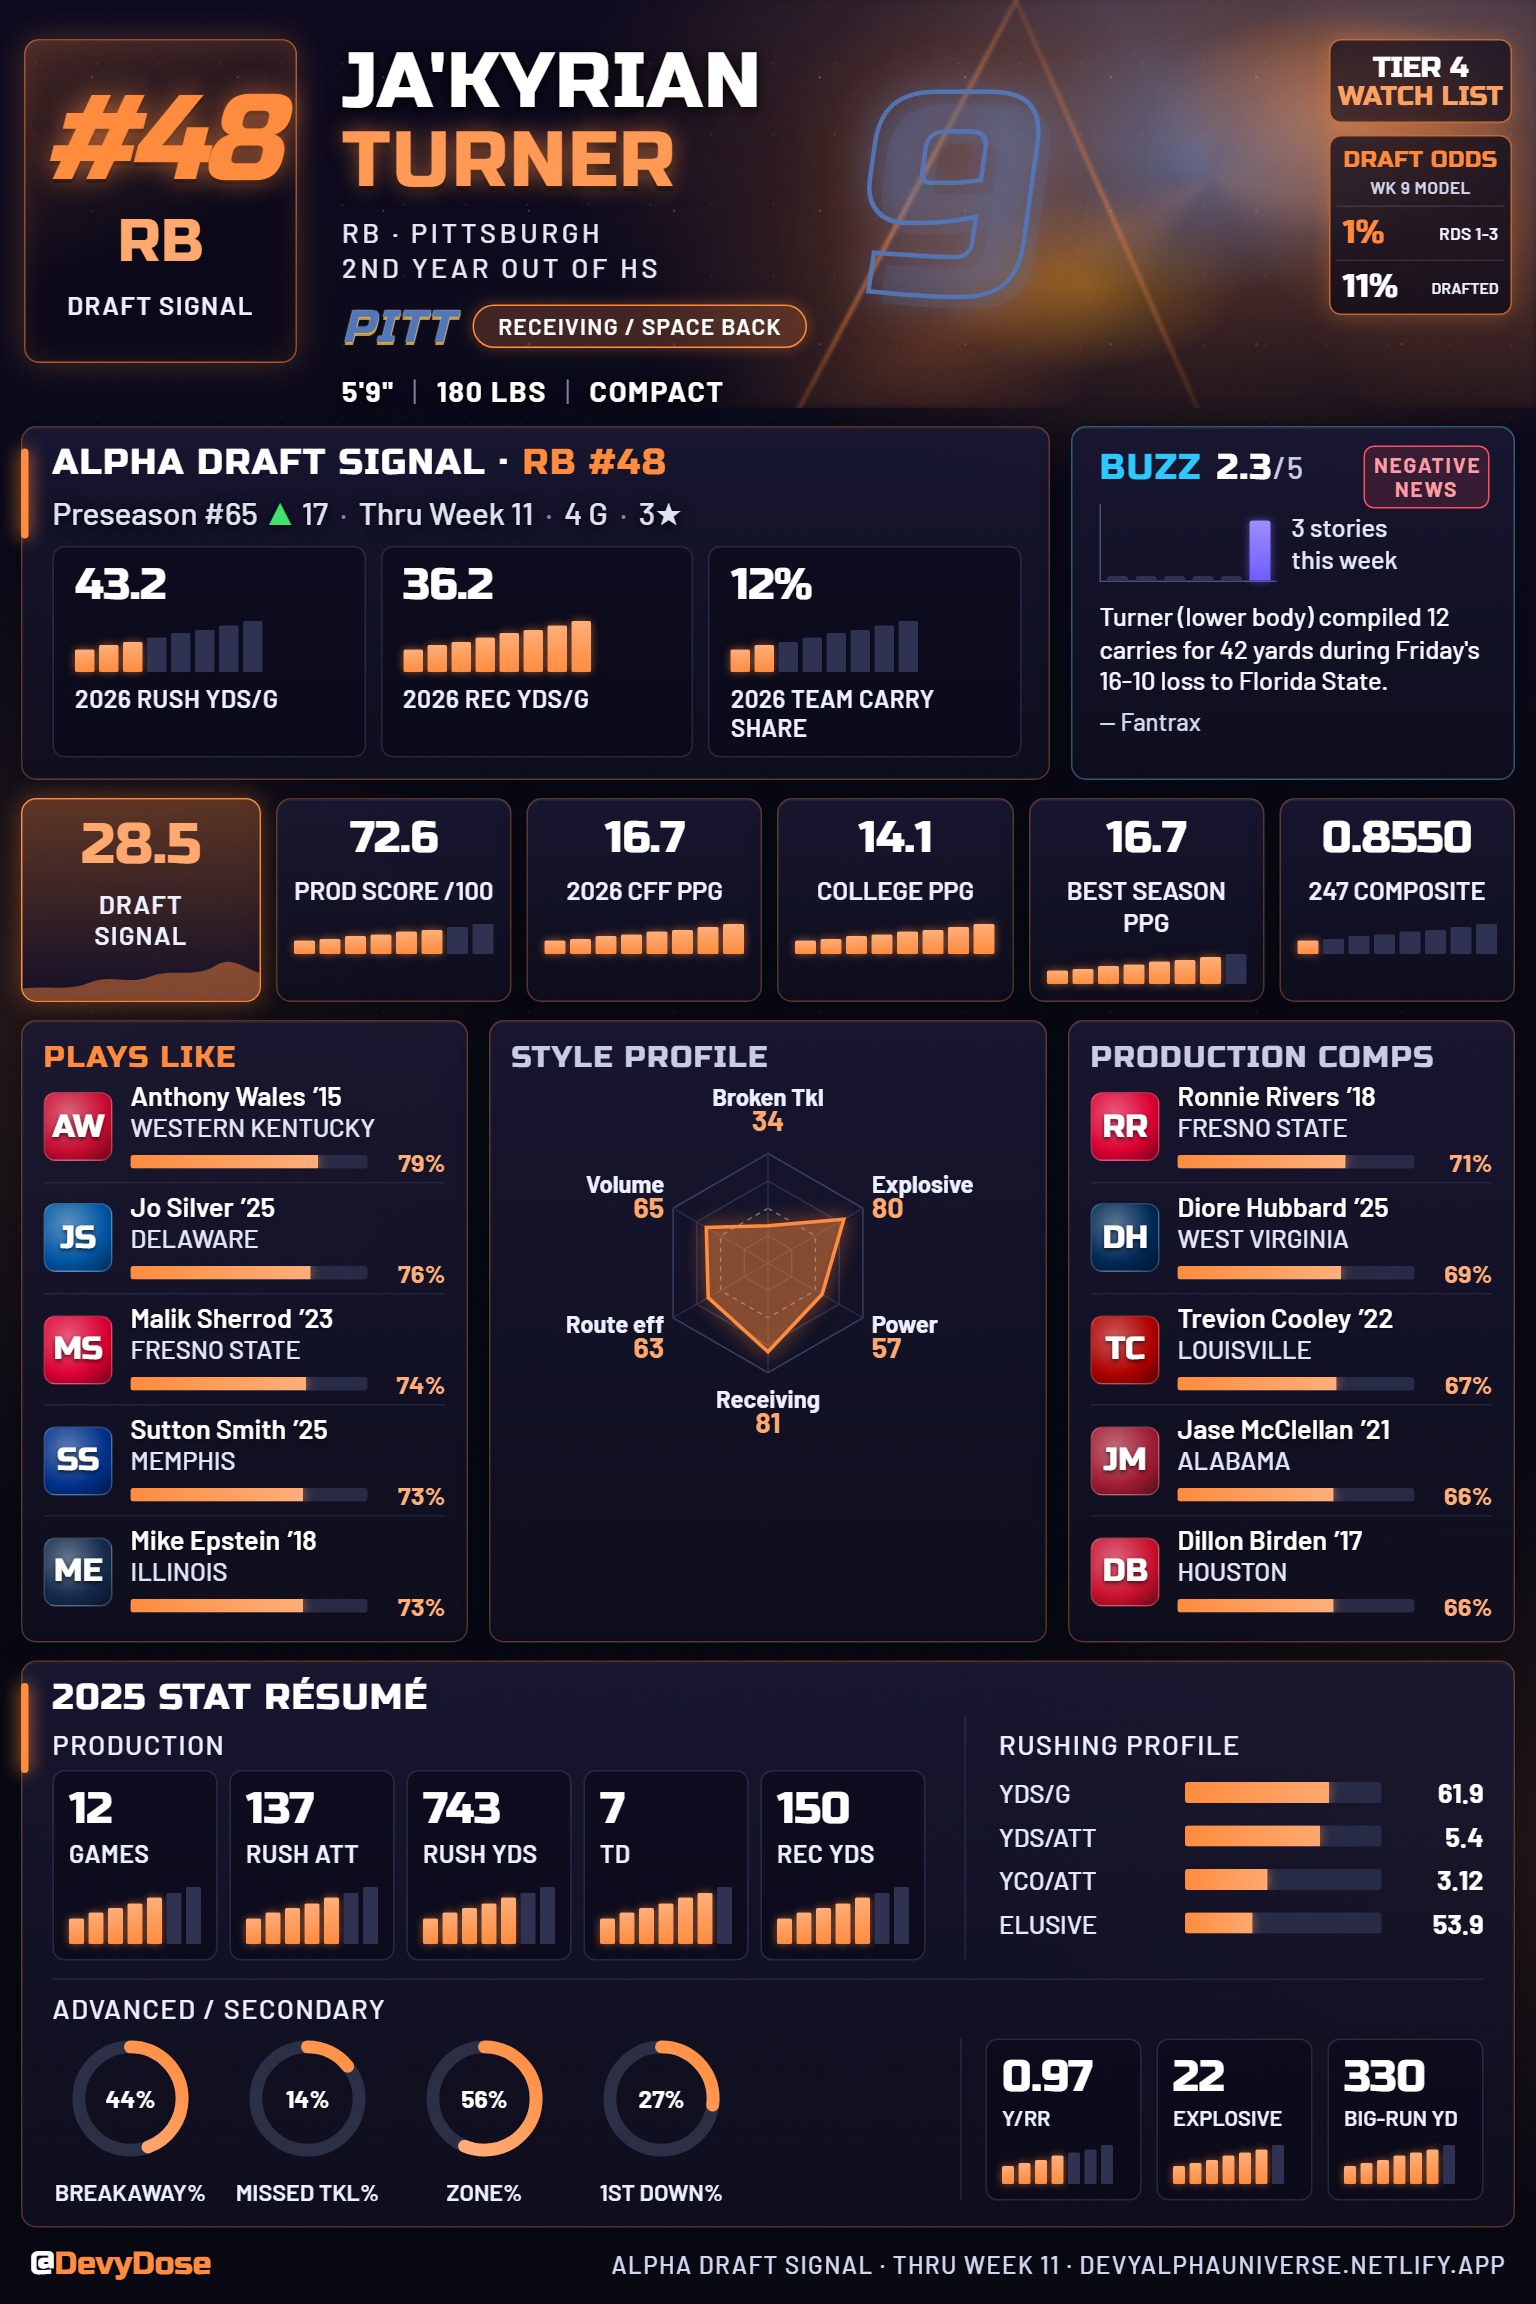 #48
RB
DRAFT SIGNAL
JA'KYRIAN
TURNER
RB · PITTSBURGH
2ND YEAR OUT OF HS
PITT
RECEIVING / SPACE BACK
5'9" | 180 LBS | COMPACT
9
TIER 4
WATCH LIST
DRAFT ODDS
WK 9 MODEL
1% RDS 1-3
11% DRAFTED
ALPHA DRAFT SIGNAL · RB #48
Preseason #65 ▲ 17 · Thru Week 11 · 4 G · 3★
43.2
2026 RUSH YDS/G
36.2
2026 REC YDS/G
12%
2026 TEAM CARRY
SHARE
BUZZ 2.3/5
NEGATIVE
NEWS
3 stories
this week
Turner (lower body) compiled 12
carries for 42 yards during Friday's
16-10 loss to Florida State.
— Fantrax
28.5
DRAFT
SIGNAL
72.6
PROD SCORE /100
16.7
2026 CFF PPG
14.1
COLLEGE PPG
16.7
BEST SEASON
PPG
0.8550
247 COMPOSITE
PLAYS LIKE
AW
Anthony Wales ’15
WESTERN KENTUCKY
79%
JS
Jo Silver ’25
DELAWARE
76%
MS
Malik Sherrod ’23
FRESNO STATE
74%
SS
Sutton Smith ’25
MEMPHIS
73%
ME
Mike Epstein ’18
ILLINOIS
73%
STYLE PROFILE
Broken Tkl
34
Volume
65
Explosive
80
Route eff
63
Power
57
Receiving
81
PRODUCTION COMPS
RR
Ronnie Rivers ’18
FRESNO STATE
71%
DH
Diore Hubbard ’25
WEST VIRGINIA
69%
TC
Trevion Cooley ’22
LOUISVILLE
67%
JM
Jase McClellan ’21
ALABAMA
66%
DB
Dillon Birden ’17
HOUSTON
66%
2025 STAT RÉSUMÉ
PRODUCTION
12
GAMES
137
RUSH ATT
743
RUSH YDS
7
TD
150
REC YDS
RUSHING PROFILE
YDS/G 61.9
YDS/ATT 5.4
YCO/ATT 3.12
ELUSIVE 53.9
ADVANCED / SECONDARY
44%
BREAKAWAY%
14%
MISSED TKL%
56%
ZONE%
27%
1ST DOWN%
0.97
Y/RR
22
EXPLOSIVE
330
BIG-RUN YD
@DevyDose
ALPHA DRAFT SIGNAL · THRU WEEK 11 · DEVYALPHAUNIVERSE.NETLIFY.APP